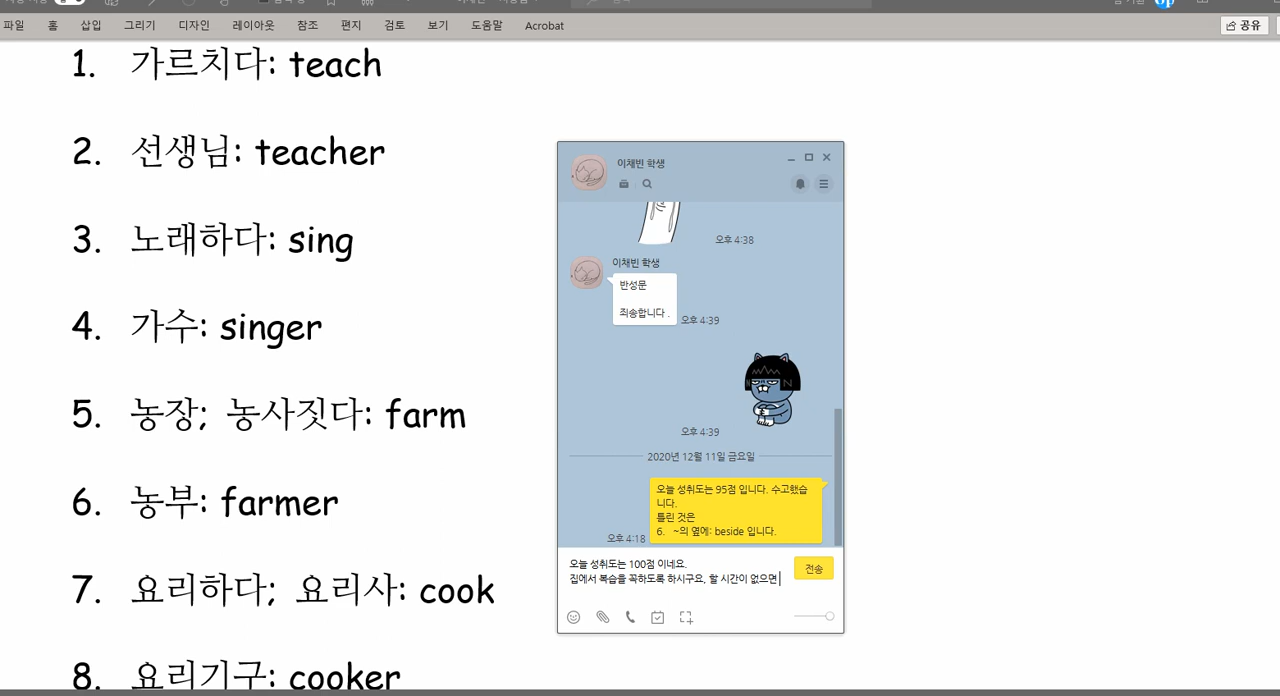 파일 홈 삽입 그리기 디자인 레이아웃 참조 편지 검토 보기 도움말 Acrobat
공유
1. 가르치다: teach
2. 선생님: teacher
3. 노래하다: sing
4. 가수: singer
5. 농장; 농사짓다: farm
6. 농부: farmer
7. 요리하다; 요리사: cook
8. 요리기구: cooker
이채빈 학생
오후 4:38
이채빈 학생
반성문
죄송합니다 .
오후 4:39
오후 4:39
2020년 12월 11일 금요일
오늘 성취도는 95점 입니다. 수고했습
니다.
틀린 것은
6. ~의 옆에: beside 입니다.
오후 4:18
오늘 성취도는 100점 이네요.
집에서 복습을 꼭하도록 하시구요, 할 시간이 없으면
전송